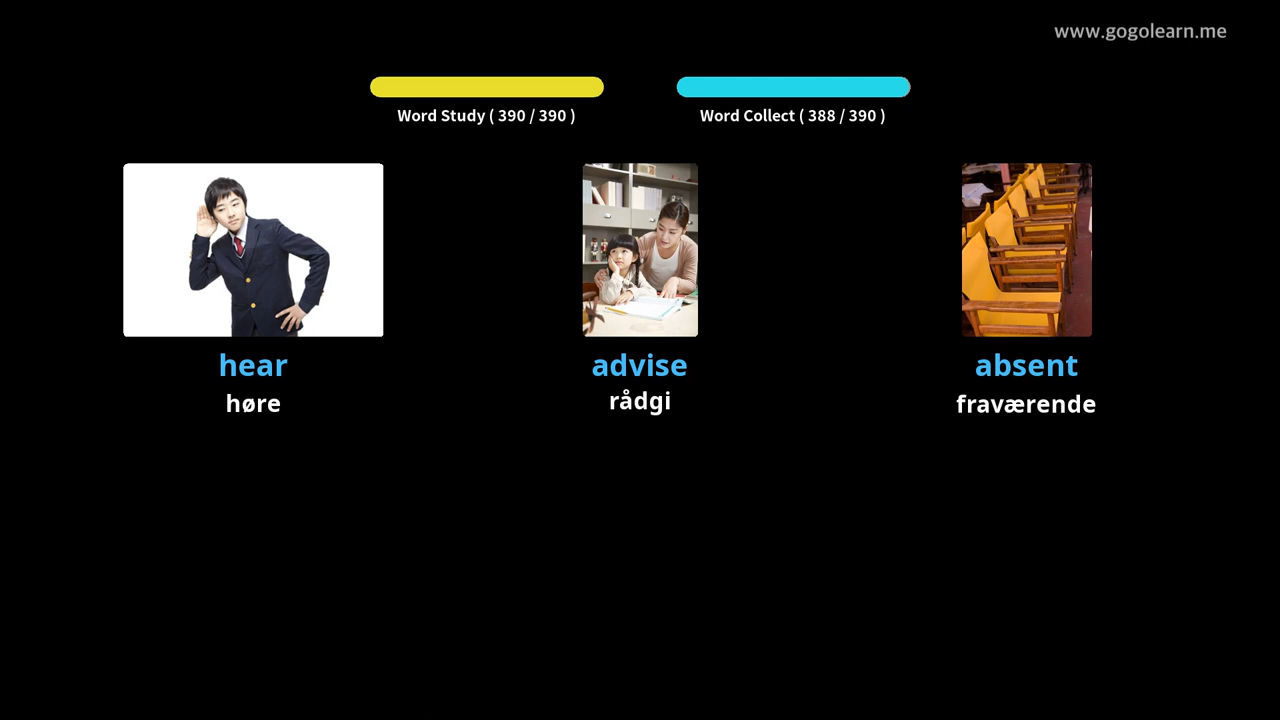 www.gogolearn.me
Word Study ( 390 / 390 )
Word Collect ( 388 / 390 )
hear
advise
absent
høre
rådgi
fraværende